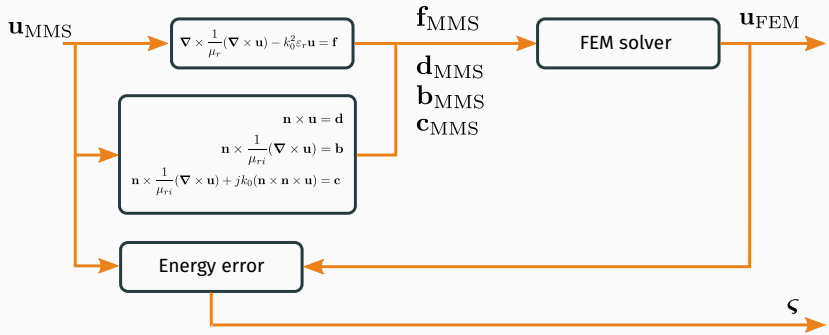 u_MMS
∇ × 1/μ_r (∇ × u) − k_0^2 ε_r u = f
f_MMS
FEM solver
u_FEM
d_MMS
b_MMS
c_MMS
n × u = d
n × 1/μ_ri (∇ × u) = b
n × 1/μ_ri (∇ × u) + jk_0(n × n × u) = c
Energy error
ς